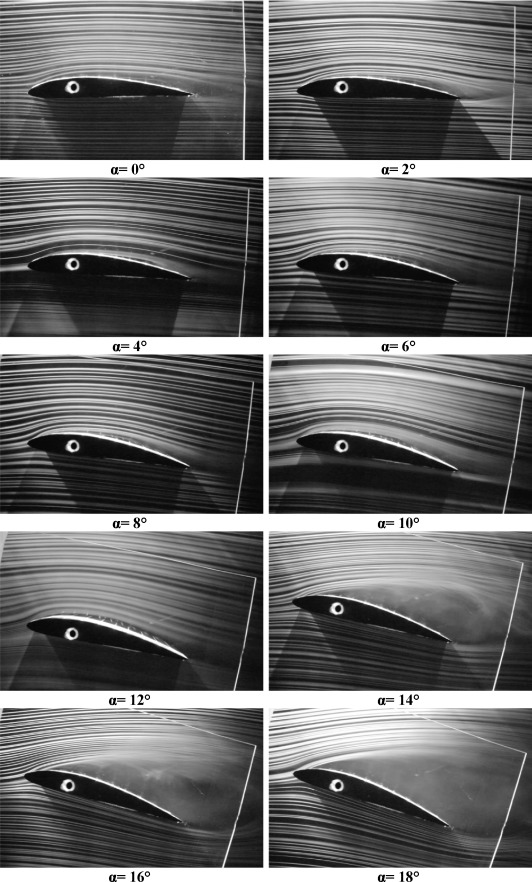 α= 0°
α= 2°
α= 4°
α= 6°
α= 8°
α= 10°
α= 12°
α= 14°
α= 16°
α= 18°